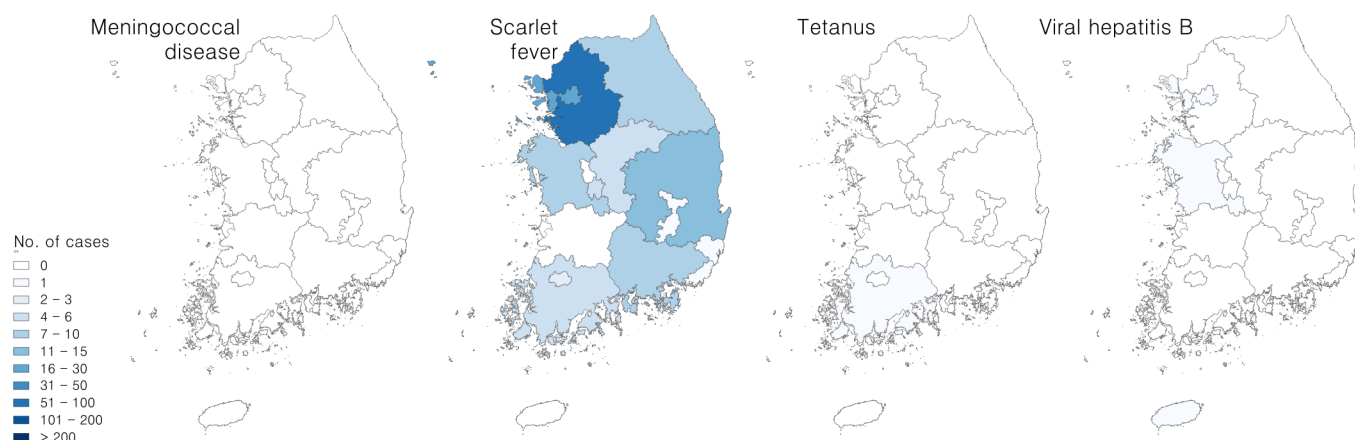 Meningococcal
disease
Scarlet
fever
Tetanus
Viral hepatitis B
No. of cases
0
1
2 – 3
4 – 6
7 – 10
11 – 15
16 – 30
31 – 50
51 – 100
101 – 200
> 200